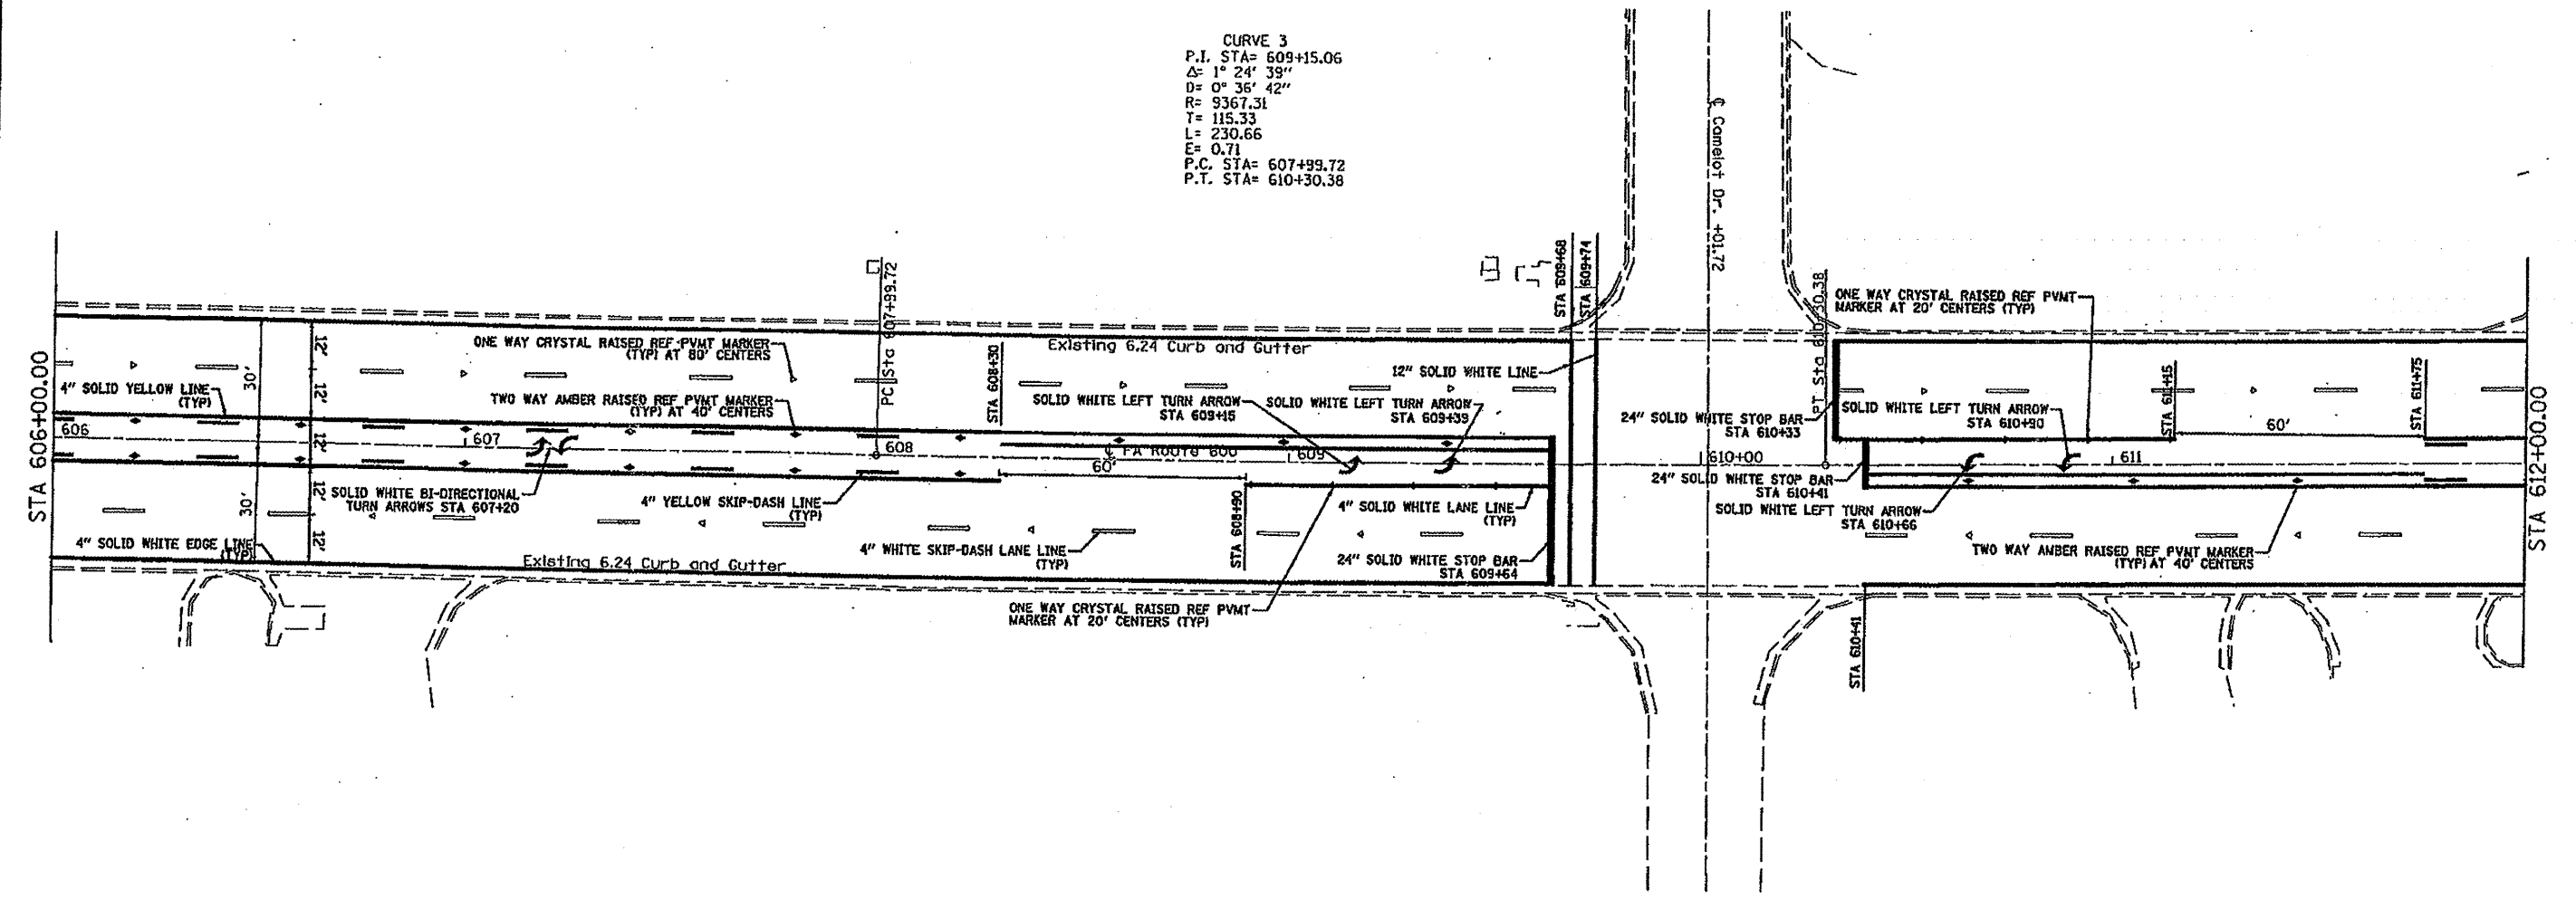 CURVE 3
P.I. STA= 609+15.06
Δ= 1° 24' 39"
D= 0° 36' 42"
R= 9367.31
T= 115.33
L= 230.66
E= 0.71
P.C. STA= 607+99.72
P.T. STA= 610+30.38
℄ Camelot Dr. +01.72
STA 606+00.00
STA 612+00.00
PC Sta 607+99.72
PT Sta 610+30.38
STA 608+30
STA 608+90
STA 609+68
STA 609+74
STA 610+41
STA 611+15
STA 611+75
ONE WAY CRYSTAL RAISED REF PVMT MARKER
(TYP) AT 80' CENTERS
4" SOLID YELLOW LINE
(TYP)
TWO WAY AMBER RAISED REF PVMT MARKER
(TYP) AT 40' CENTERS
Existing 6.24 Curb and Gutter
12" SOLID WHITE LINE
SOLID WHITE LEFT TURN ARROW
STA 609+15
SOLID WHITE LEFT TURN ARROW
STA 609+39
ONE WAY CRYSTAL RAISED REF PVMT
MARKER AT 20' CENTERS (TYP)
24" SOLID WHITE STOP BAR
STA 610+33
SOLID WHITE LEFT TURN ARROW
STA 610+90
60'
30'
30'
12'
12'
12'
12'
12'
606
607
608
℄ FA Route 600
609
610+00
611
60'
SOLID WHITE BI-DIRECTIONAL
TURN ARROWS STA 607+20
4" YELLOW SKIP-DASH LINE
(TYP)
4" SOLID WHITE LANE LINE
(TYP)
24" SOLID WHITE STOP BAR
STA 610+41
SOLID WHITE LEFT TURN ARROW
STA 610+66
4" SOLID WHITE EDGE LINE
(TYP)
Existing 6.24 Curb and Gutter
4" WHITE SKIP-DASH LANE LINE
(TYP)
24" SOLID WHITE STOP BAR
STA 609+64
TWO WAY AMBER RAISED REF PVMT MARKER
(TYP) AT 40' CENTERS
ONE WAY CRYSTAL RAISED REF PVMT
MARKER AT 20' CENTERS (TYP)